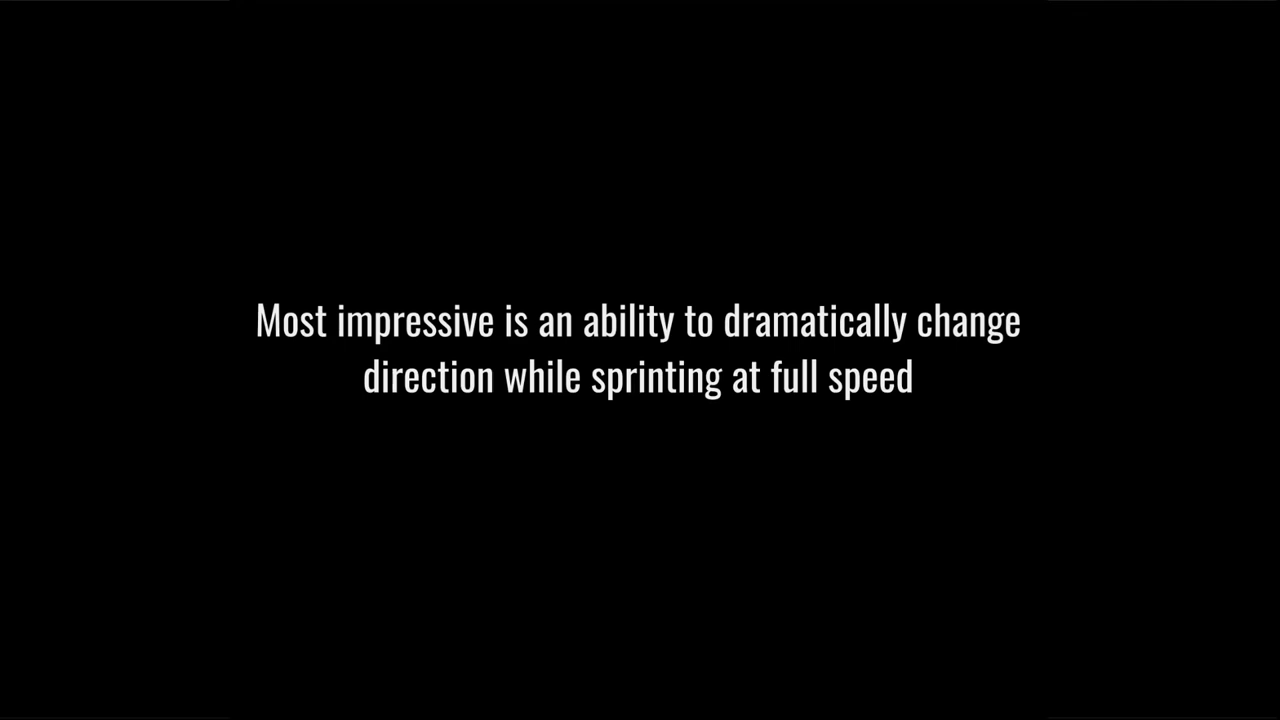 Most impressive is an ability to dramatically change
direction while sprinting at full speed